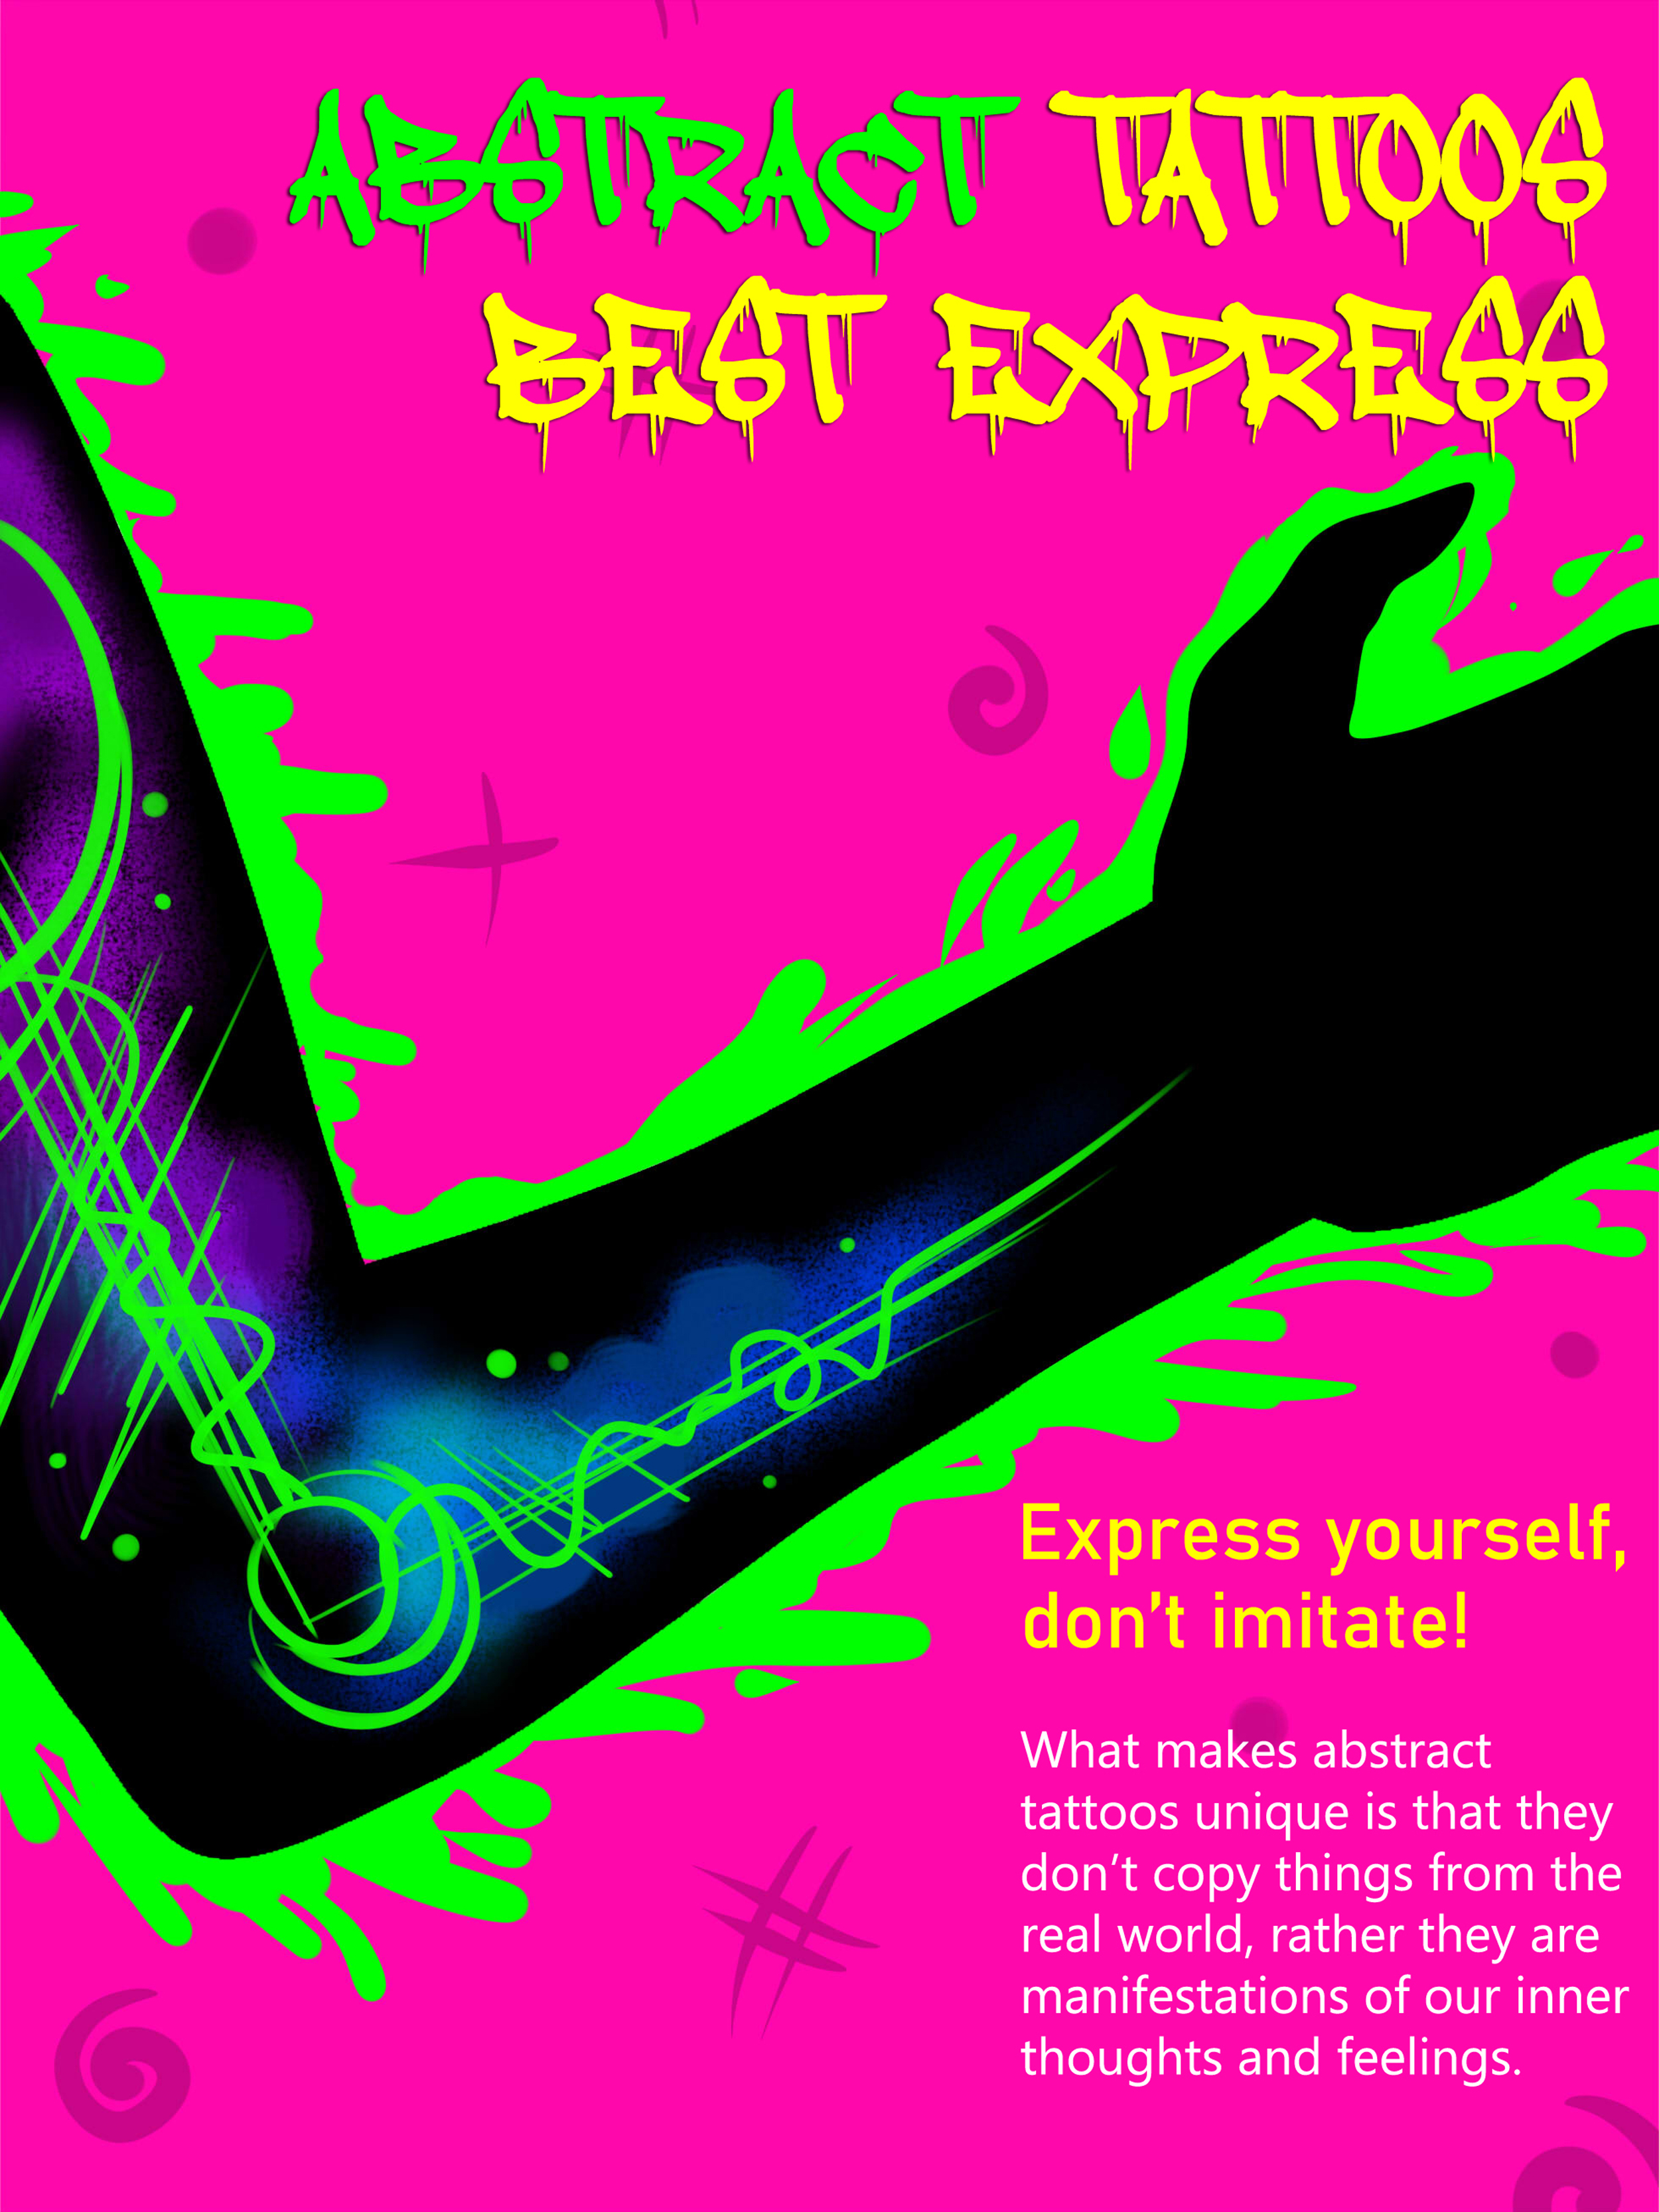 ABSTRACT TATTOOS
BEST EXPRESS
Express yourself,
don't imitate!
What makes abstract
tattoos unique is that they
don't copy things from the
real world, rather they are
manifestations of our inner
thoughts and feelings.